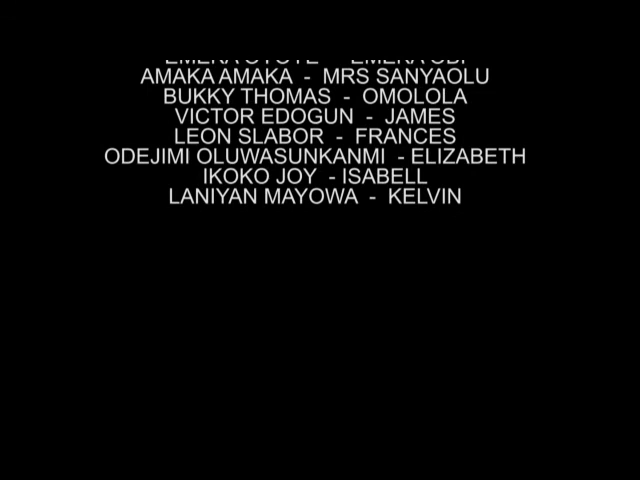 AMAKA AMAKA - MRS SANYAOLU
BUKKY THOMAS - OMOLOLA
VICTOR EDOGUN - JAMES
LEON SLABOR - FRANCES
ODEJIMI OLUWASUNKANMI - ELIZABETH
IKOKO JOY - ISABELL
LANIYAN MAYOWA - KELVIN